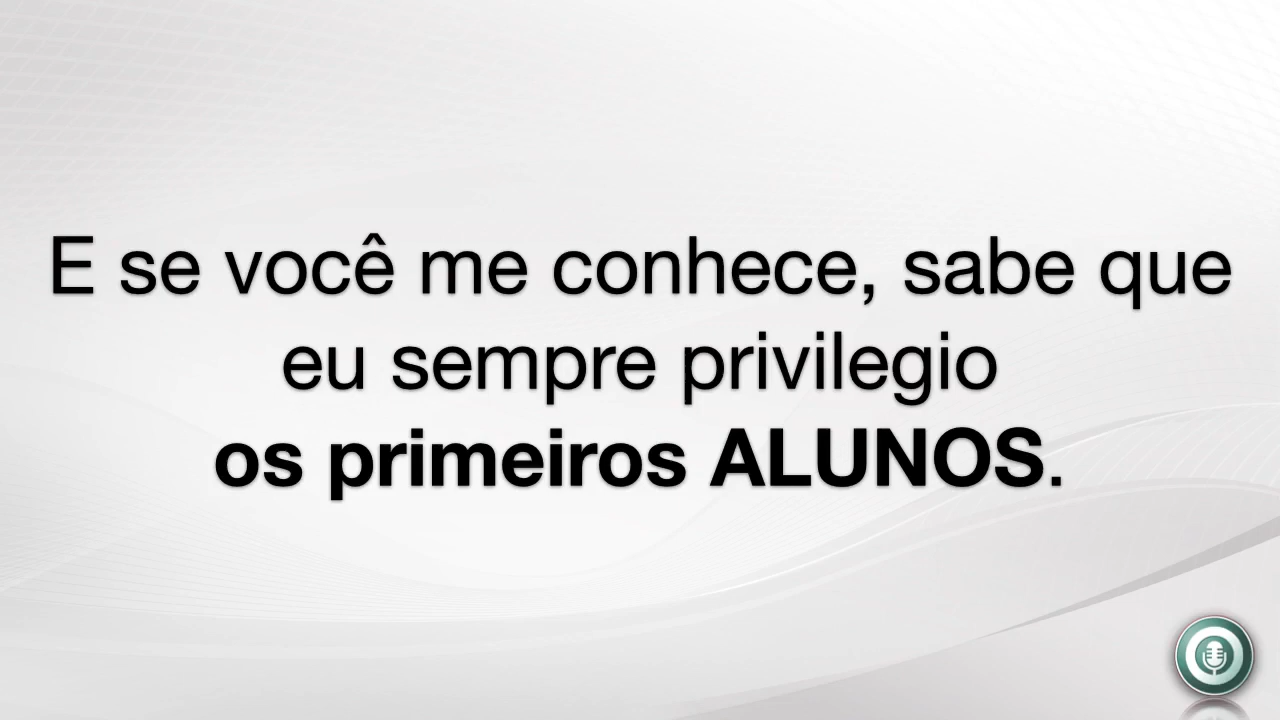 E se você me conhece, sabe que
eu sempre privilegio
os primeiros ALUNOS.